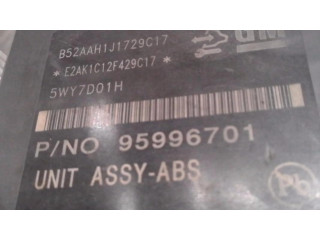 B52AAH1J1729C17
GM
* E2AK1C12F429C17 *
5WY7D01H
P/NO 95996701
UNIT ASSY-ABS
Pb